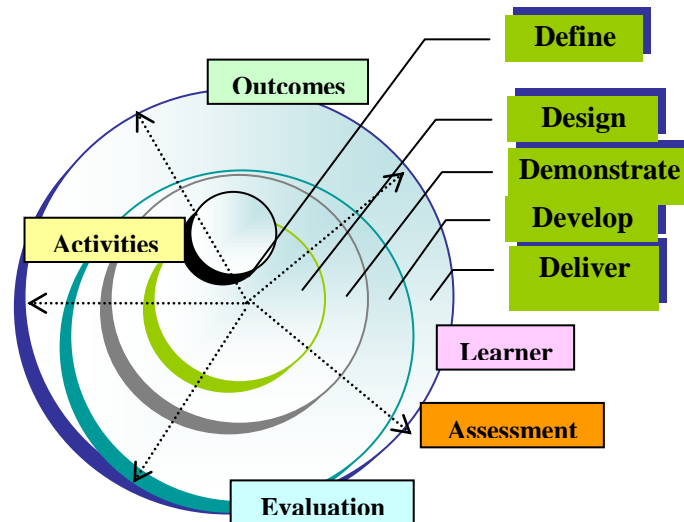 Define
Outcomes
Design
Demonstrate
Develop
Activities
Deliver
Learner
Assessment
Evaluation